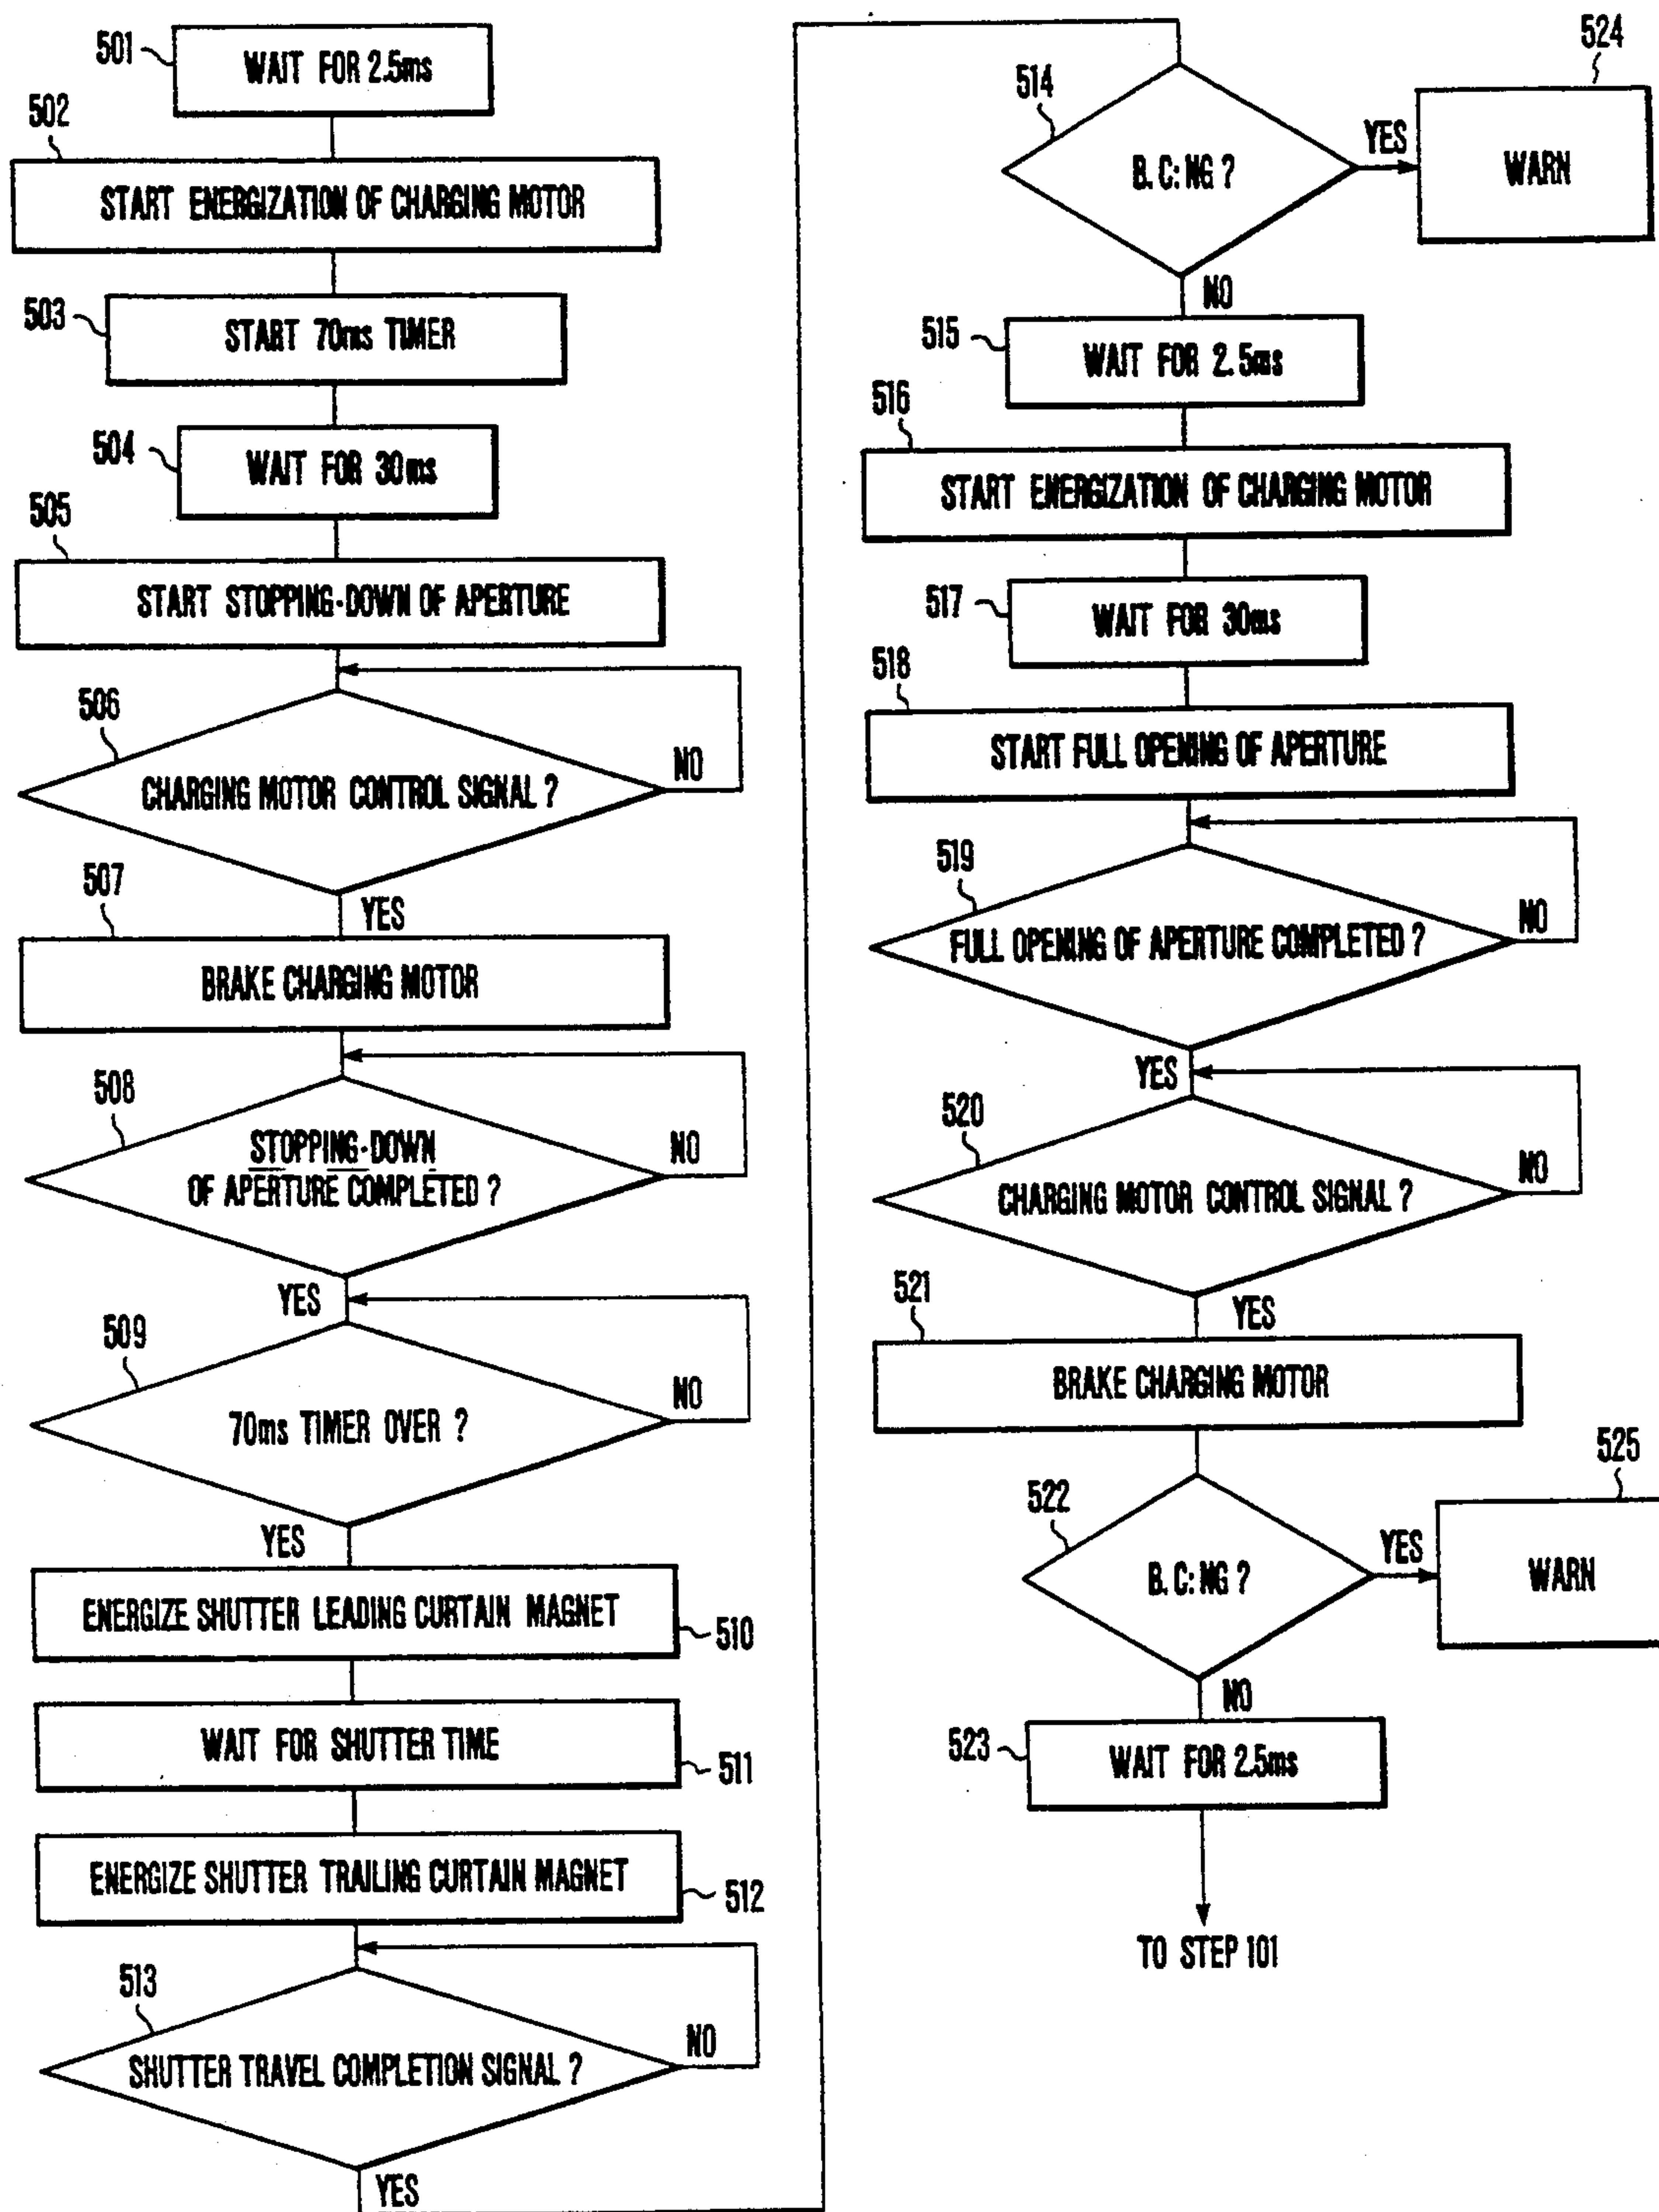 501
WAIT FOR 2.5ms
502
START ENERGIZATION OF CHARGING MOTOR
503
START 70ms TIMER
504
WAIT FOR 30ms
505
START STOPPING-DOWN OF APERTURE
506
CHARGING MOTOR CONTROL SIGNAL ?
NO
YES
507
BRAKE CHARGING MOTOR
508
STOPPING-DOWN
OF APERTURE COMPLETED ?
NO
YES
509
70ms TIMER OVER ?
NO
YES
ENERGIZE SHUTTER LEADING CURTAIN MAGNET
510
WAIT FOR SHUTTER TIME
511
ENERGIZE SHUTTER TRAILING CURTAIN MAGNET
512
513
SHUTTER TRAVEL COMPLETION SIGNAL ?
NO
YES
514
B. C: NG ?
YES
524
WARN
NO
515
WAIT FOR 2.5ms
516
START ENERGIZATION OF CHARGING MOTOR
517
WAIT FOR 30ms
518
START FULL OPENING OF APERTURE
519
FULL OPENING OF APERTURE COMPLETED ?
NO
YES
520
CHARGING MOTOR CONTROL SIGNAL ?
NO
YES
521
BRAKE CHARGING MOTOR
522
B. C: NG ?
YES
525
WARN
NO
523
WAIT FOR 2.5ms
TO STEP 101